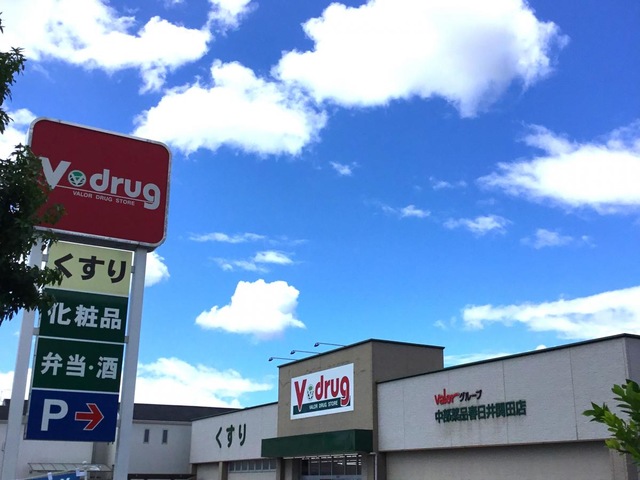 V drug
VALOR DRUG STORE
くすり
化粧品
弁当・酒
P→
V drug
VALOR DRUG STORE
くすり
Valorグループ
中部薬品春日井岡田店